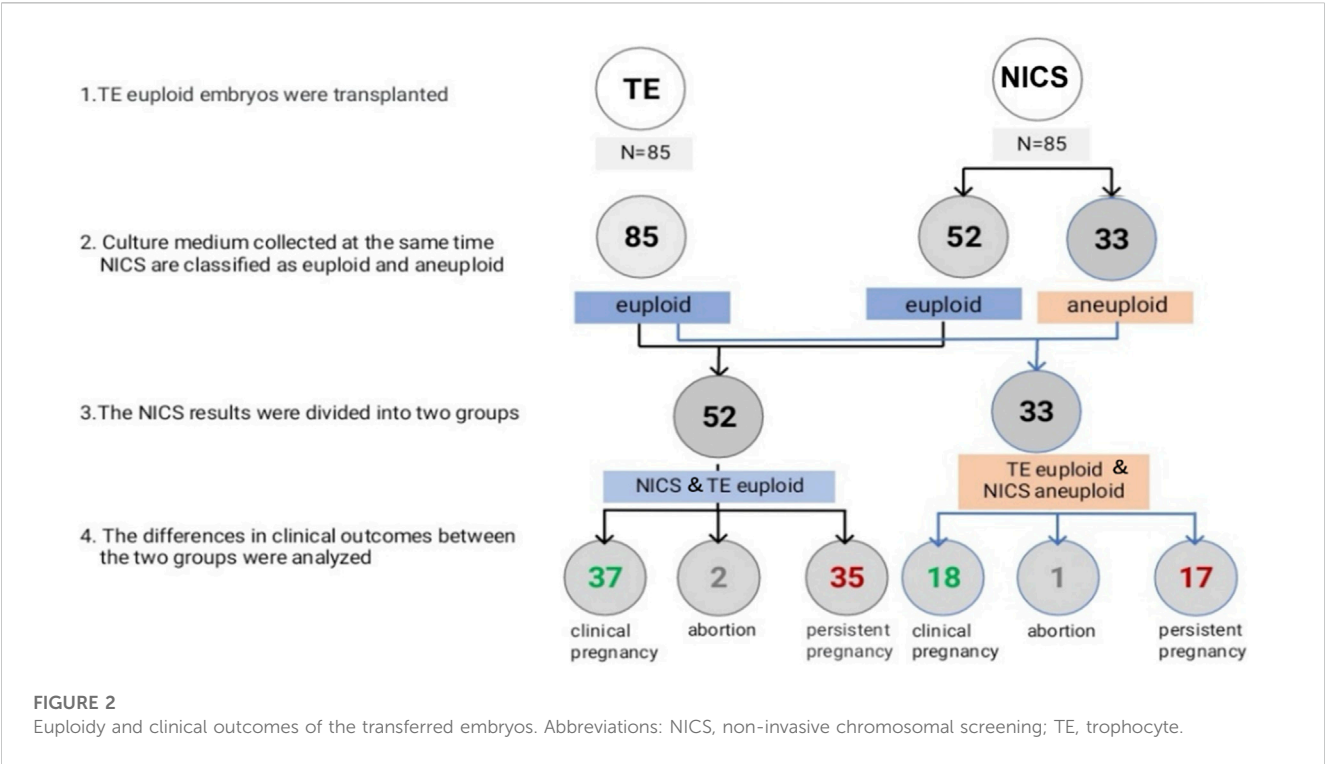 TE
NICS
1.TE euploid embryos were transplanted
N=85
N=85
2. Culture medium collected at the same time
NICS are classified as euploid and aneuploid
85
52
33
euploid
euploid
aneuploid
3.The NICS results were divided into two groups
52
33
NICS & TE euploid
TE euploid &
NICS aneuploid
4. The differences in clinical outcomes between
the two groups were analyzed
37
2
35
18
1
17
clinical
pregnancy
abortion
persistent
pregnancy
clinical
pregnancy
abortion
persistent
pregnancy
FIGURE 2
Euploidy and clinical outcomes of the transferred embryos. Abbreviations: NICS, non-invasive chromosomal screening; TE, trophocyte.